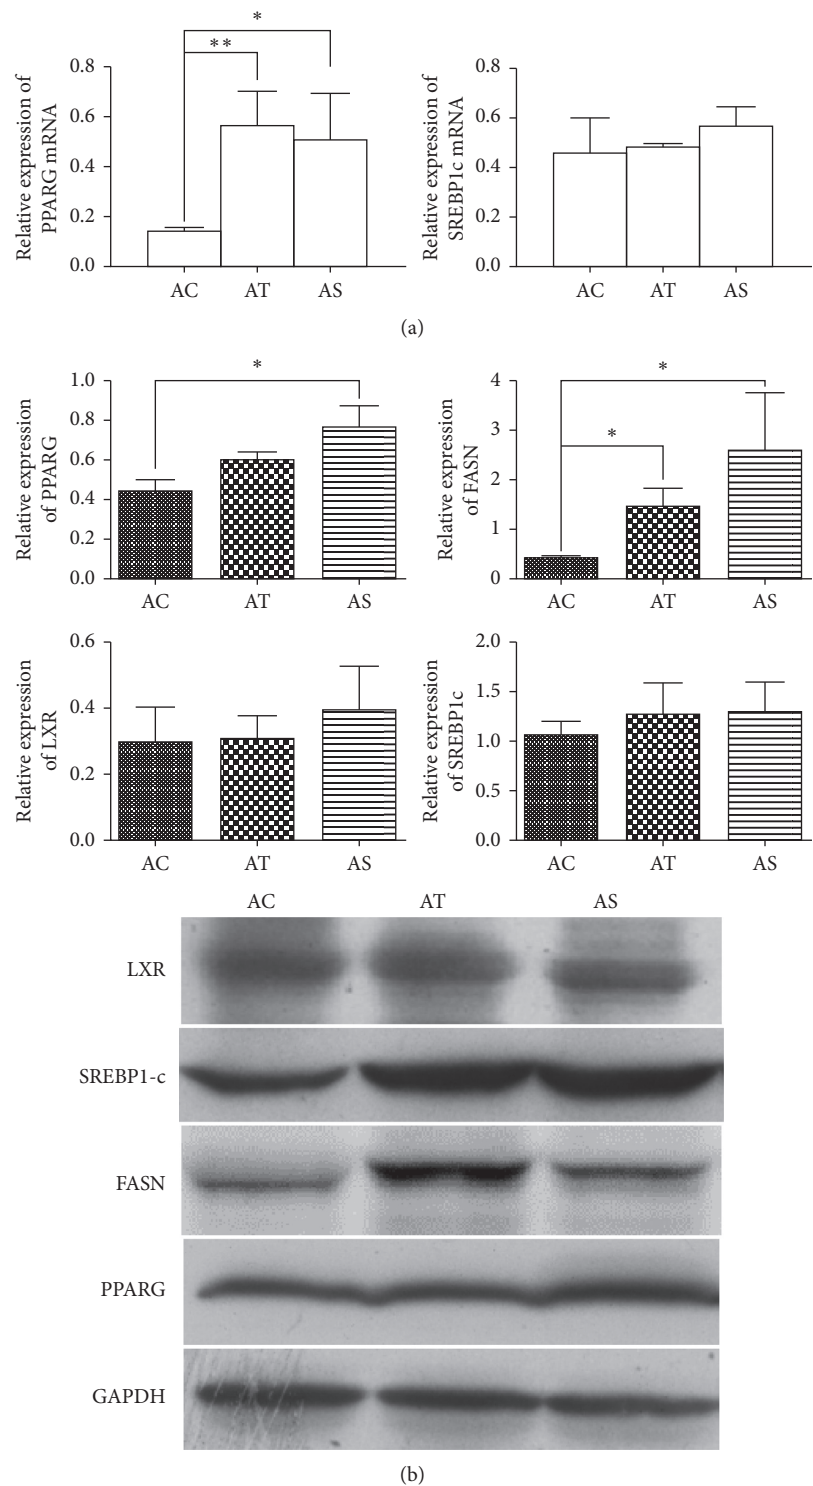 *
**
0.8
0.6
0.4
0.2
0.0
Relative expression of
PPARG mRNA
AC AT AS
0.8
0.6
0.4
0.2
0.0
Relative expression of
SREBP1c mRNA
AC AT AS
(a)
*
1.0
0.8
0.6
0.4
0.2
0.0
Relative expression
of PPARG
AC AT AS
*
*
4
3
2
1
0
Relative expression
of FASN
AC AT AS
0.6
0.4
0.2
0.0
Relative expression
of LXR
AC AT AS
2.0
1.5
1.0
0.5
0.0
Relative expression
of SREBP1c
AC AT AS
AC AT AS
LXR
SREBP1-c
FASN
PPARG
GAPDH
(b)